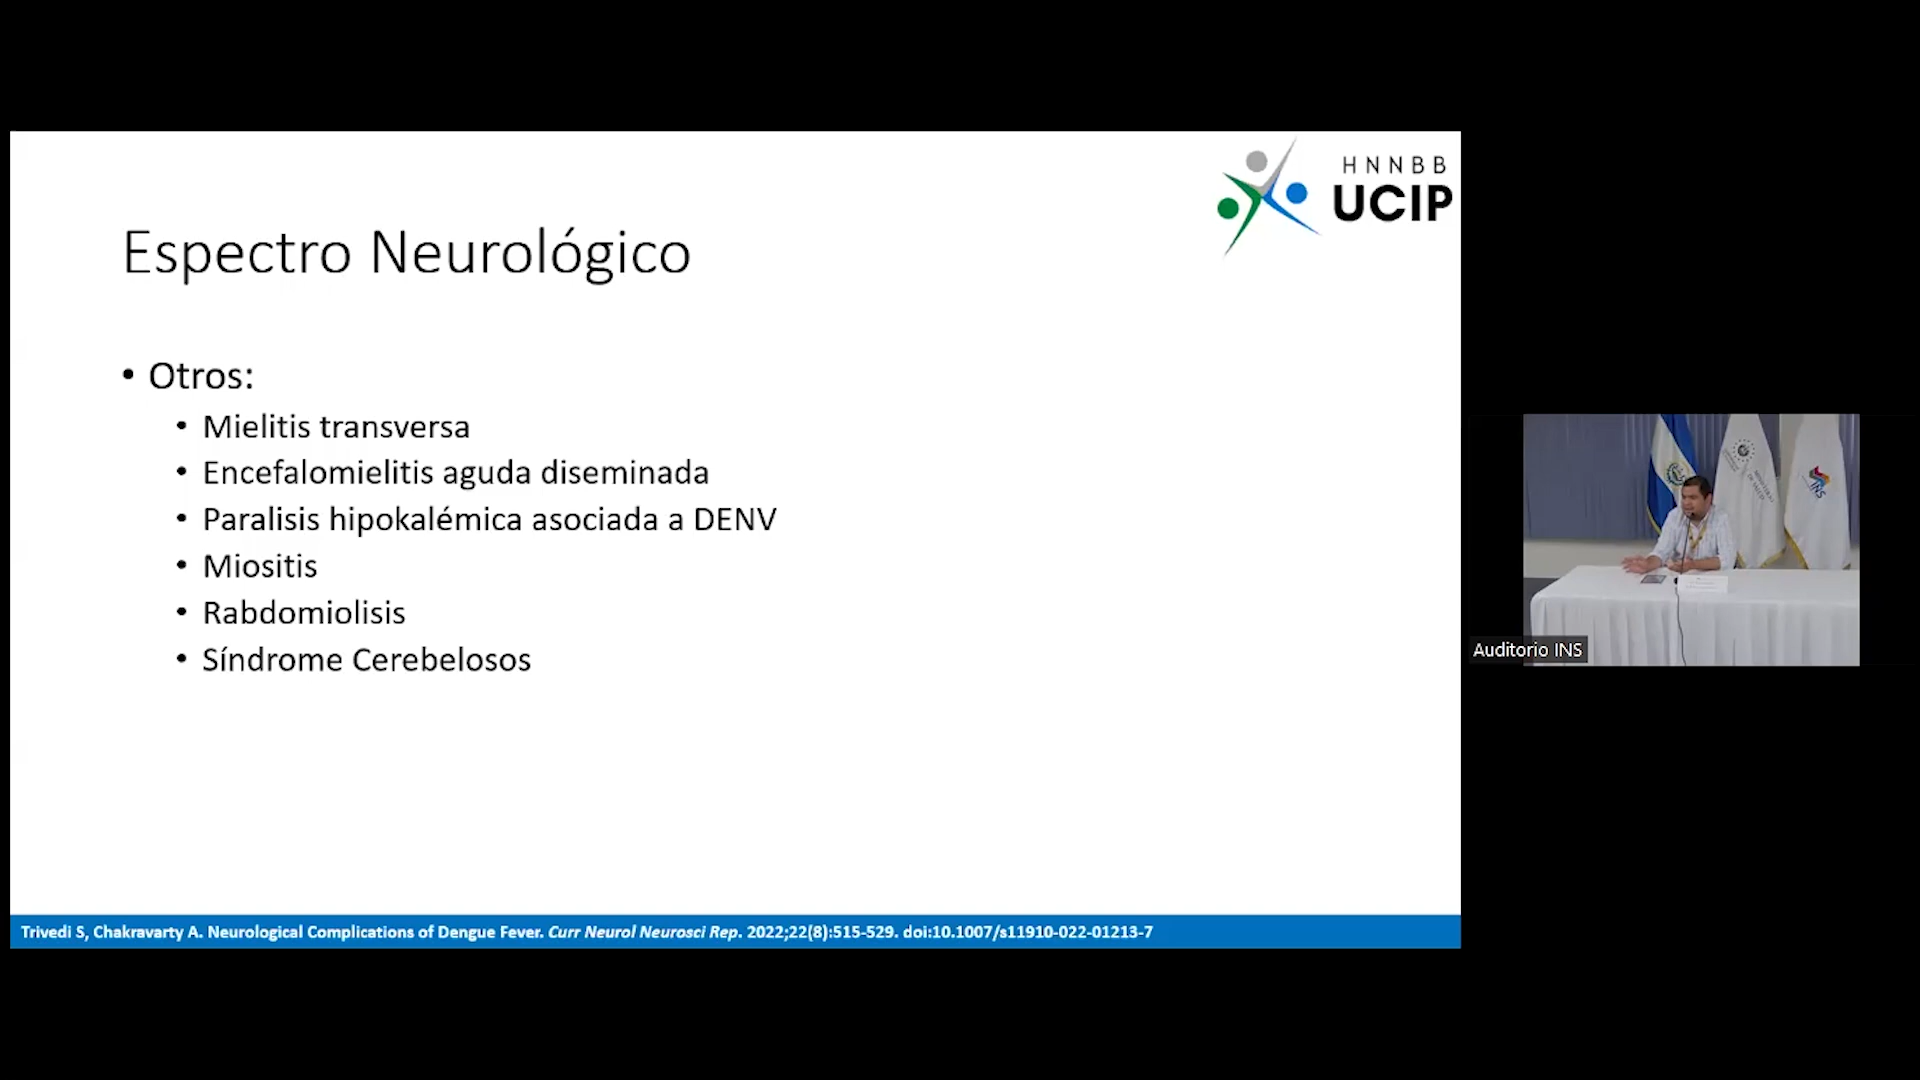 HNNBB
UCIP
Espectro Neurológico
• Otros:
• Mielitis transversa
• Encefalomielitis aguda diseminada
• Paralisis hipokalémica asociada a DENV
• Miositis
• Rabdomiolisis
• Síndrome Cerebelosos
Trivedi S, Chakravarty A. Neurological Complications of Dengue Fever. Curr Neurol Neurosci Rep. 2022;22(8):515-529. doi:10.1007/s11910-022-01213-7
INS
Auditorio INS